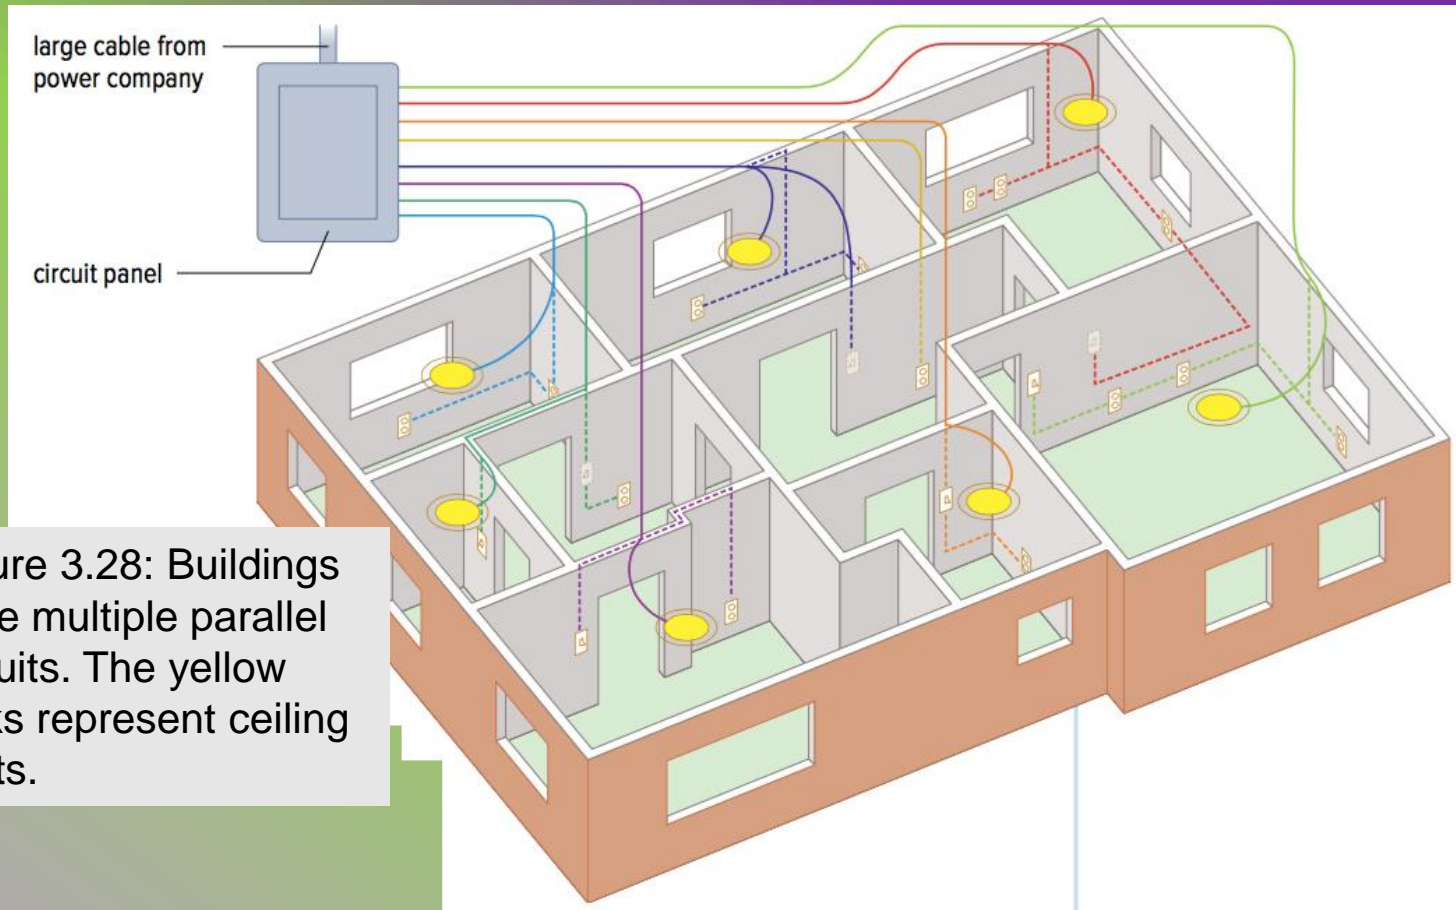 large cable from
power company
circuit panel
ure 3.28: Buildings
e multiple parallel
uits. The yellow
ks represent ceiling
ts.